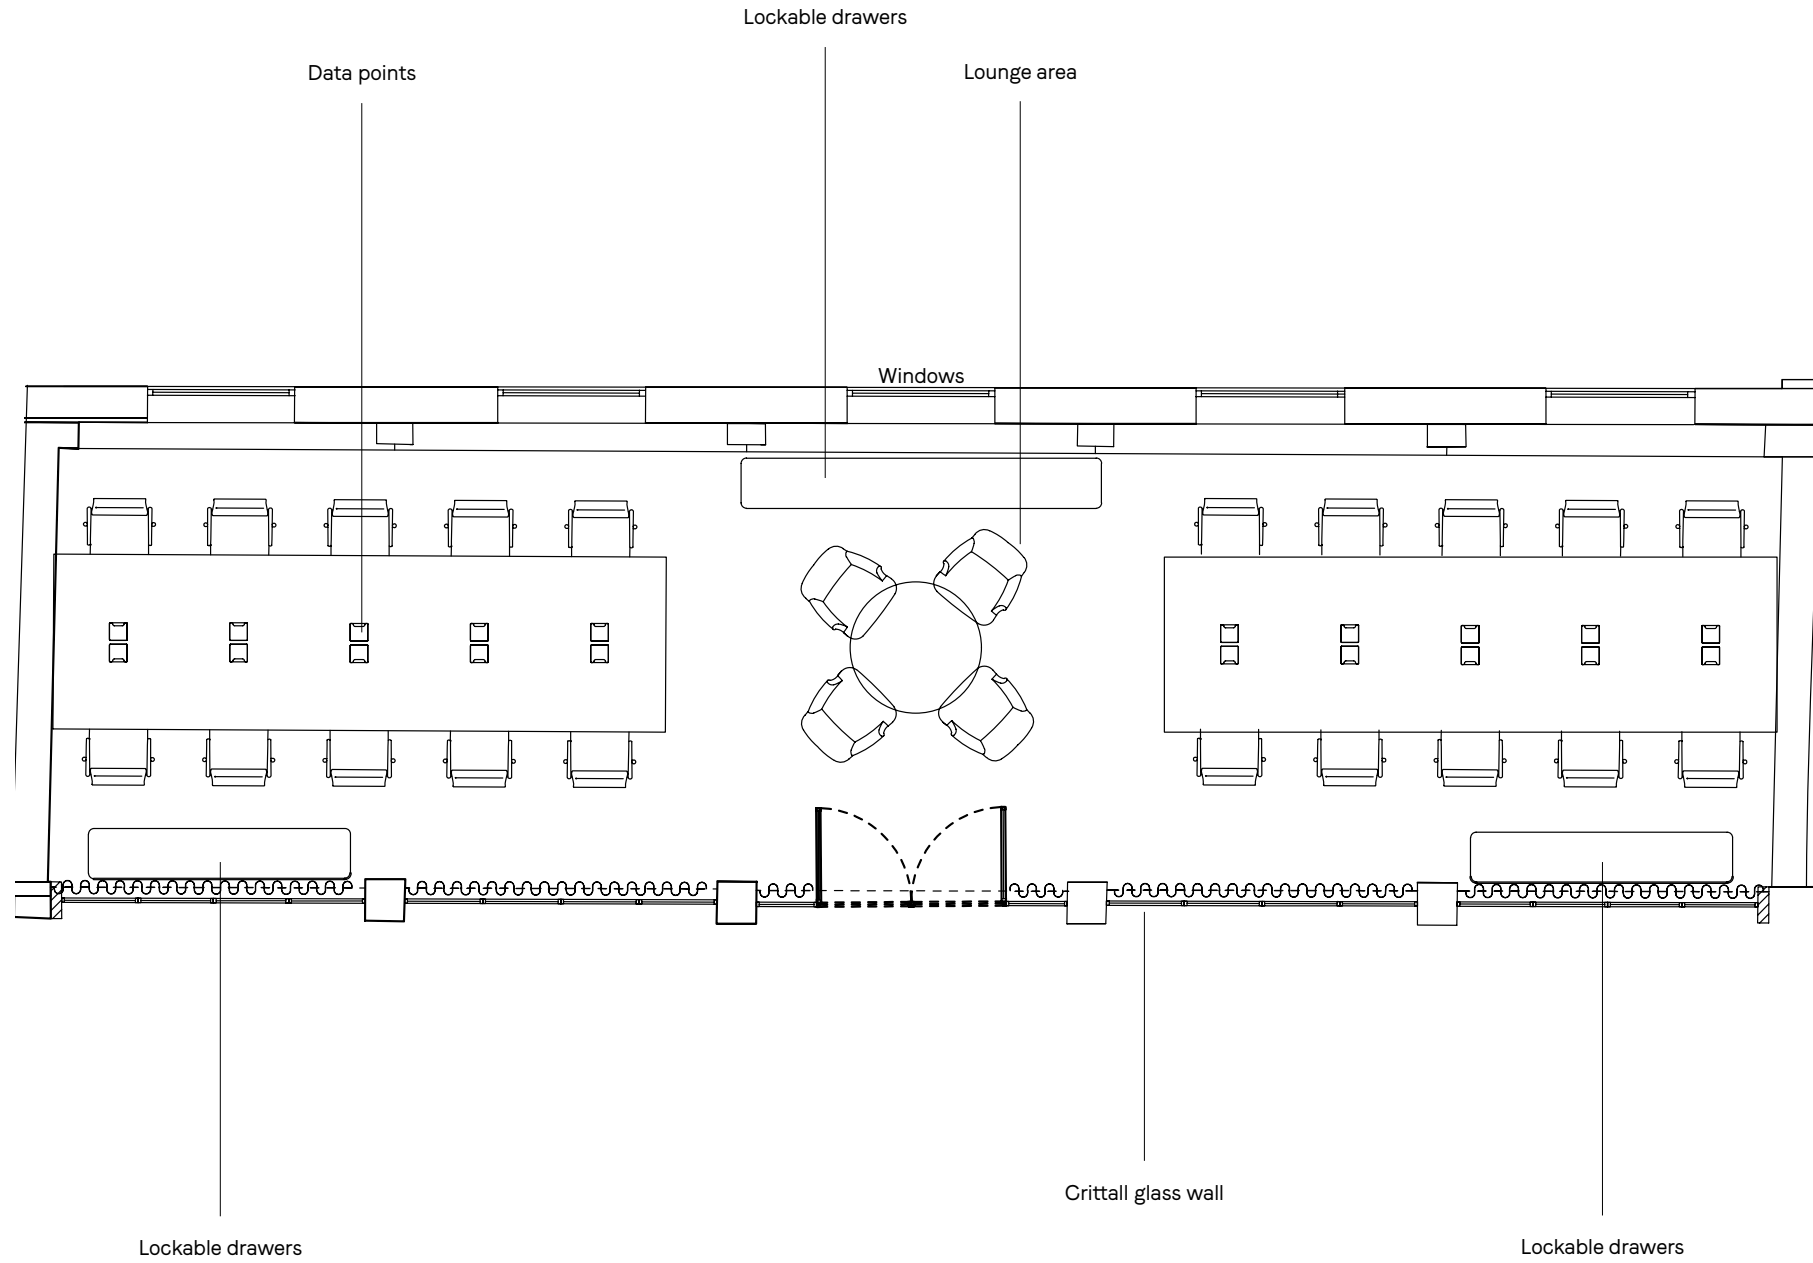 Lockable drawers
Data points
Lounge area
Windows
Crittall glass wall
Lockable drawers
Lockable drawers